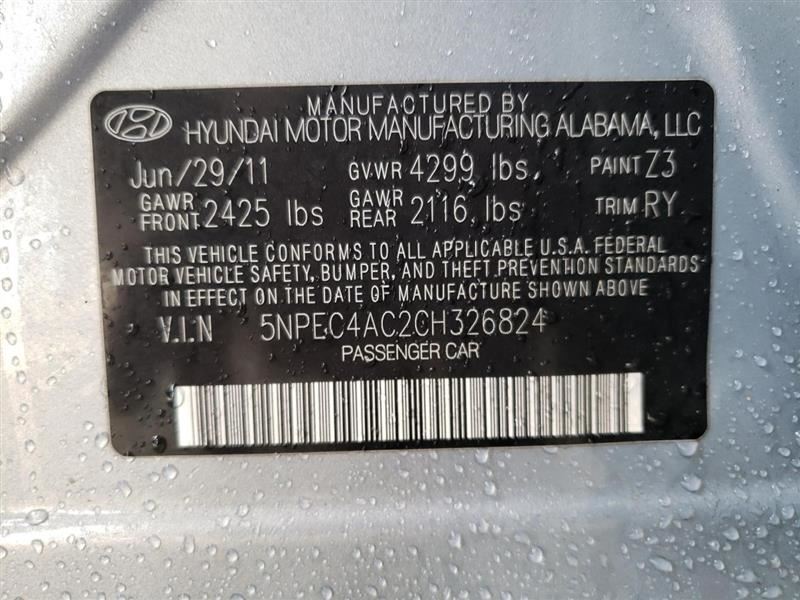 MANUFACTURED BY
HYUNDAI MOTOR MANUFACTURING ALABAMA, LLC
Jun/29/11 GVWR 4299 lbs. PAINT Z3
GAWR FRONT 2425 lbs GAWR REAR 2116 lbs TRIM RY
THIS VEHICLE CONFORMS TO ALL APPLICABLE U.S.A. FEDERAL
MOTOR VEHICLE SAFETY, BUMPER, AND THEFT PREVENTION STANDARDS
IN EFFECT ON THE DATE OF MANUFACTURE SHOWN ABOVE
V.I.N 5NPEC4AC2CH326824
PASSENGER CAR